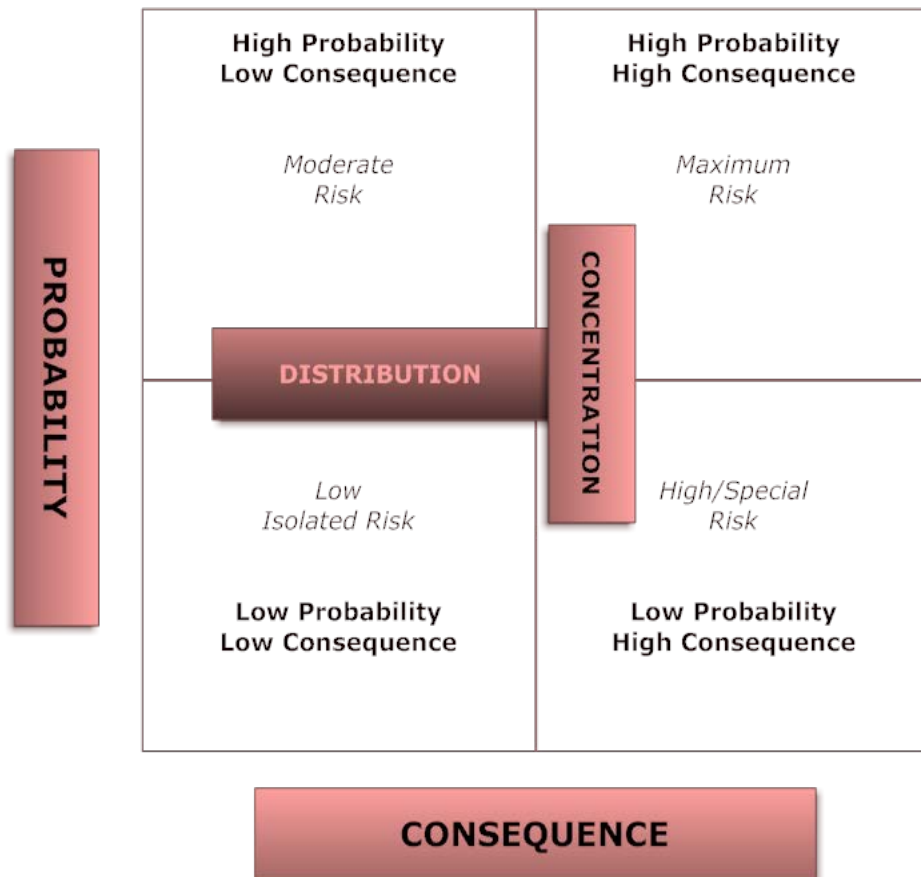 High Probability
Low Consequence
High Probability
High Consequence
Moderate
Risk
Maximum
Risk
PROBABILITY
CONCENTRATION
DISTRIBUTION
Low
Isolated Risk
High/Special
Risk
Low Probability
Low Consequence
Low Probability
High Consequence
CONSEQUENCE